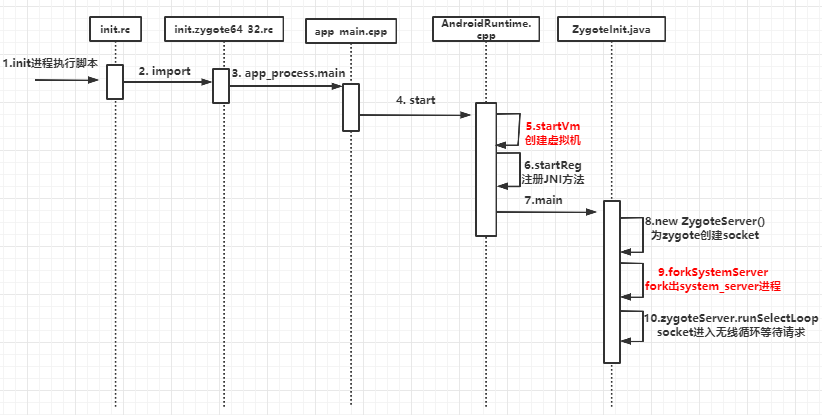 init.rc
init.zygote64_32.rc
app_main.cpp
AndroidRuntime.
cpp
ZygoteInit.java
1.init进程执行脚本
2. import
3. app_process.main
4. start
5.startVm
创建虚拟机
6.startReg
注册JNI方法
7.main
8.new ZygoteServer()
为zygote创建socket
9.forkSystemServer
fork出system_server进程
10.zygoteServer.runSelectLoop
socket进入无线循环等待请求